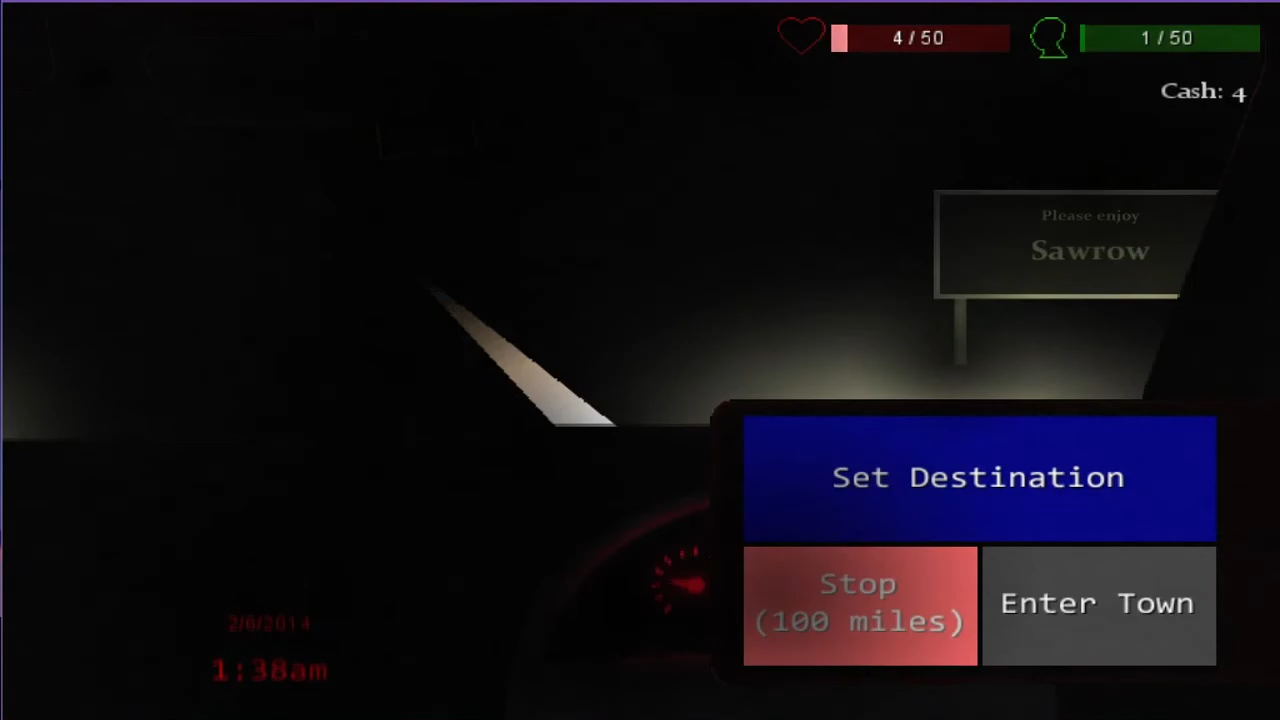 4 / 50
1 / 50
Cash: 4
Please enjoy
Sawrow
Set Destination
Stop
(100 miles)
Enter Town
2/6/2014
1:38am